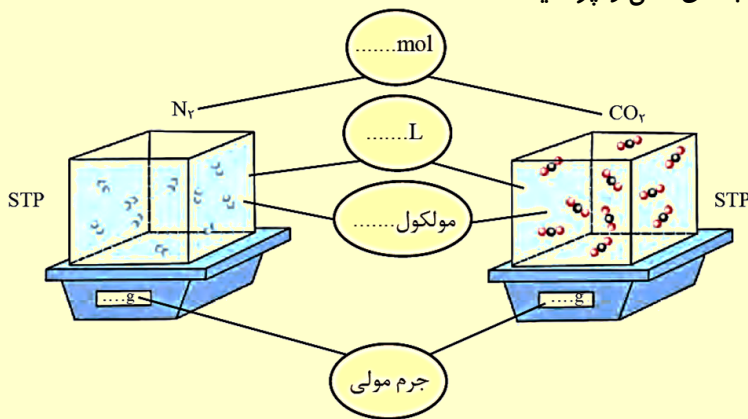 .......mol
N۲
CO۲
.......L
STP
STP
مولکول.......
....g
....g
جرم مولی